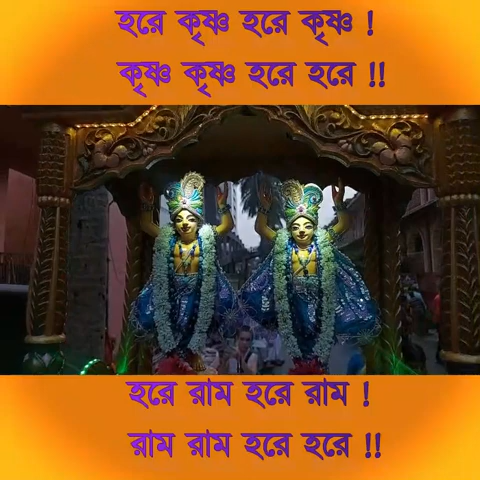 হরে কৃষ্ণ হরে কৃষ্ণ !
কৃষ্ণ কৃষ্ণ হরে হরে !!
হরে রাম হরে রাম !
রাম রাম হরে হরে !!